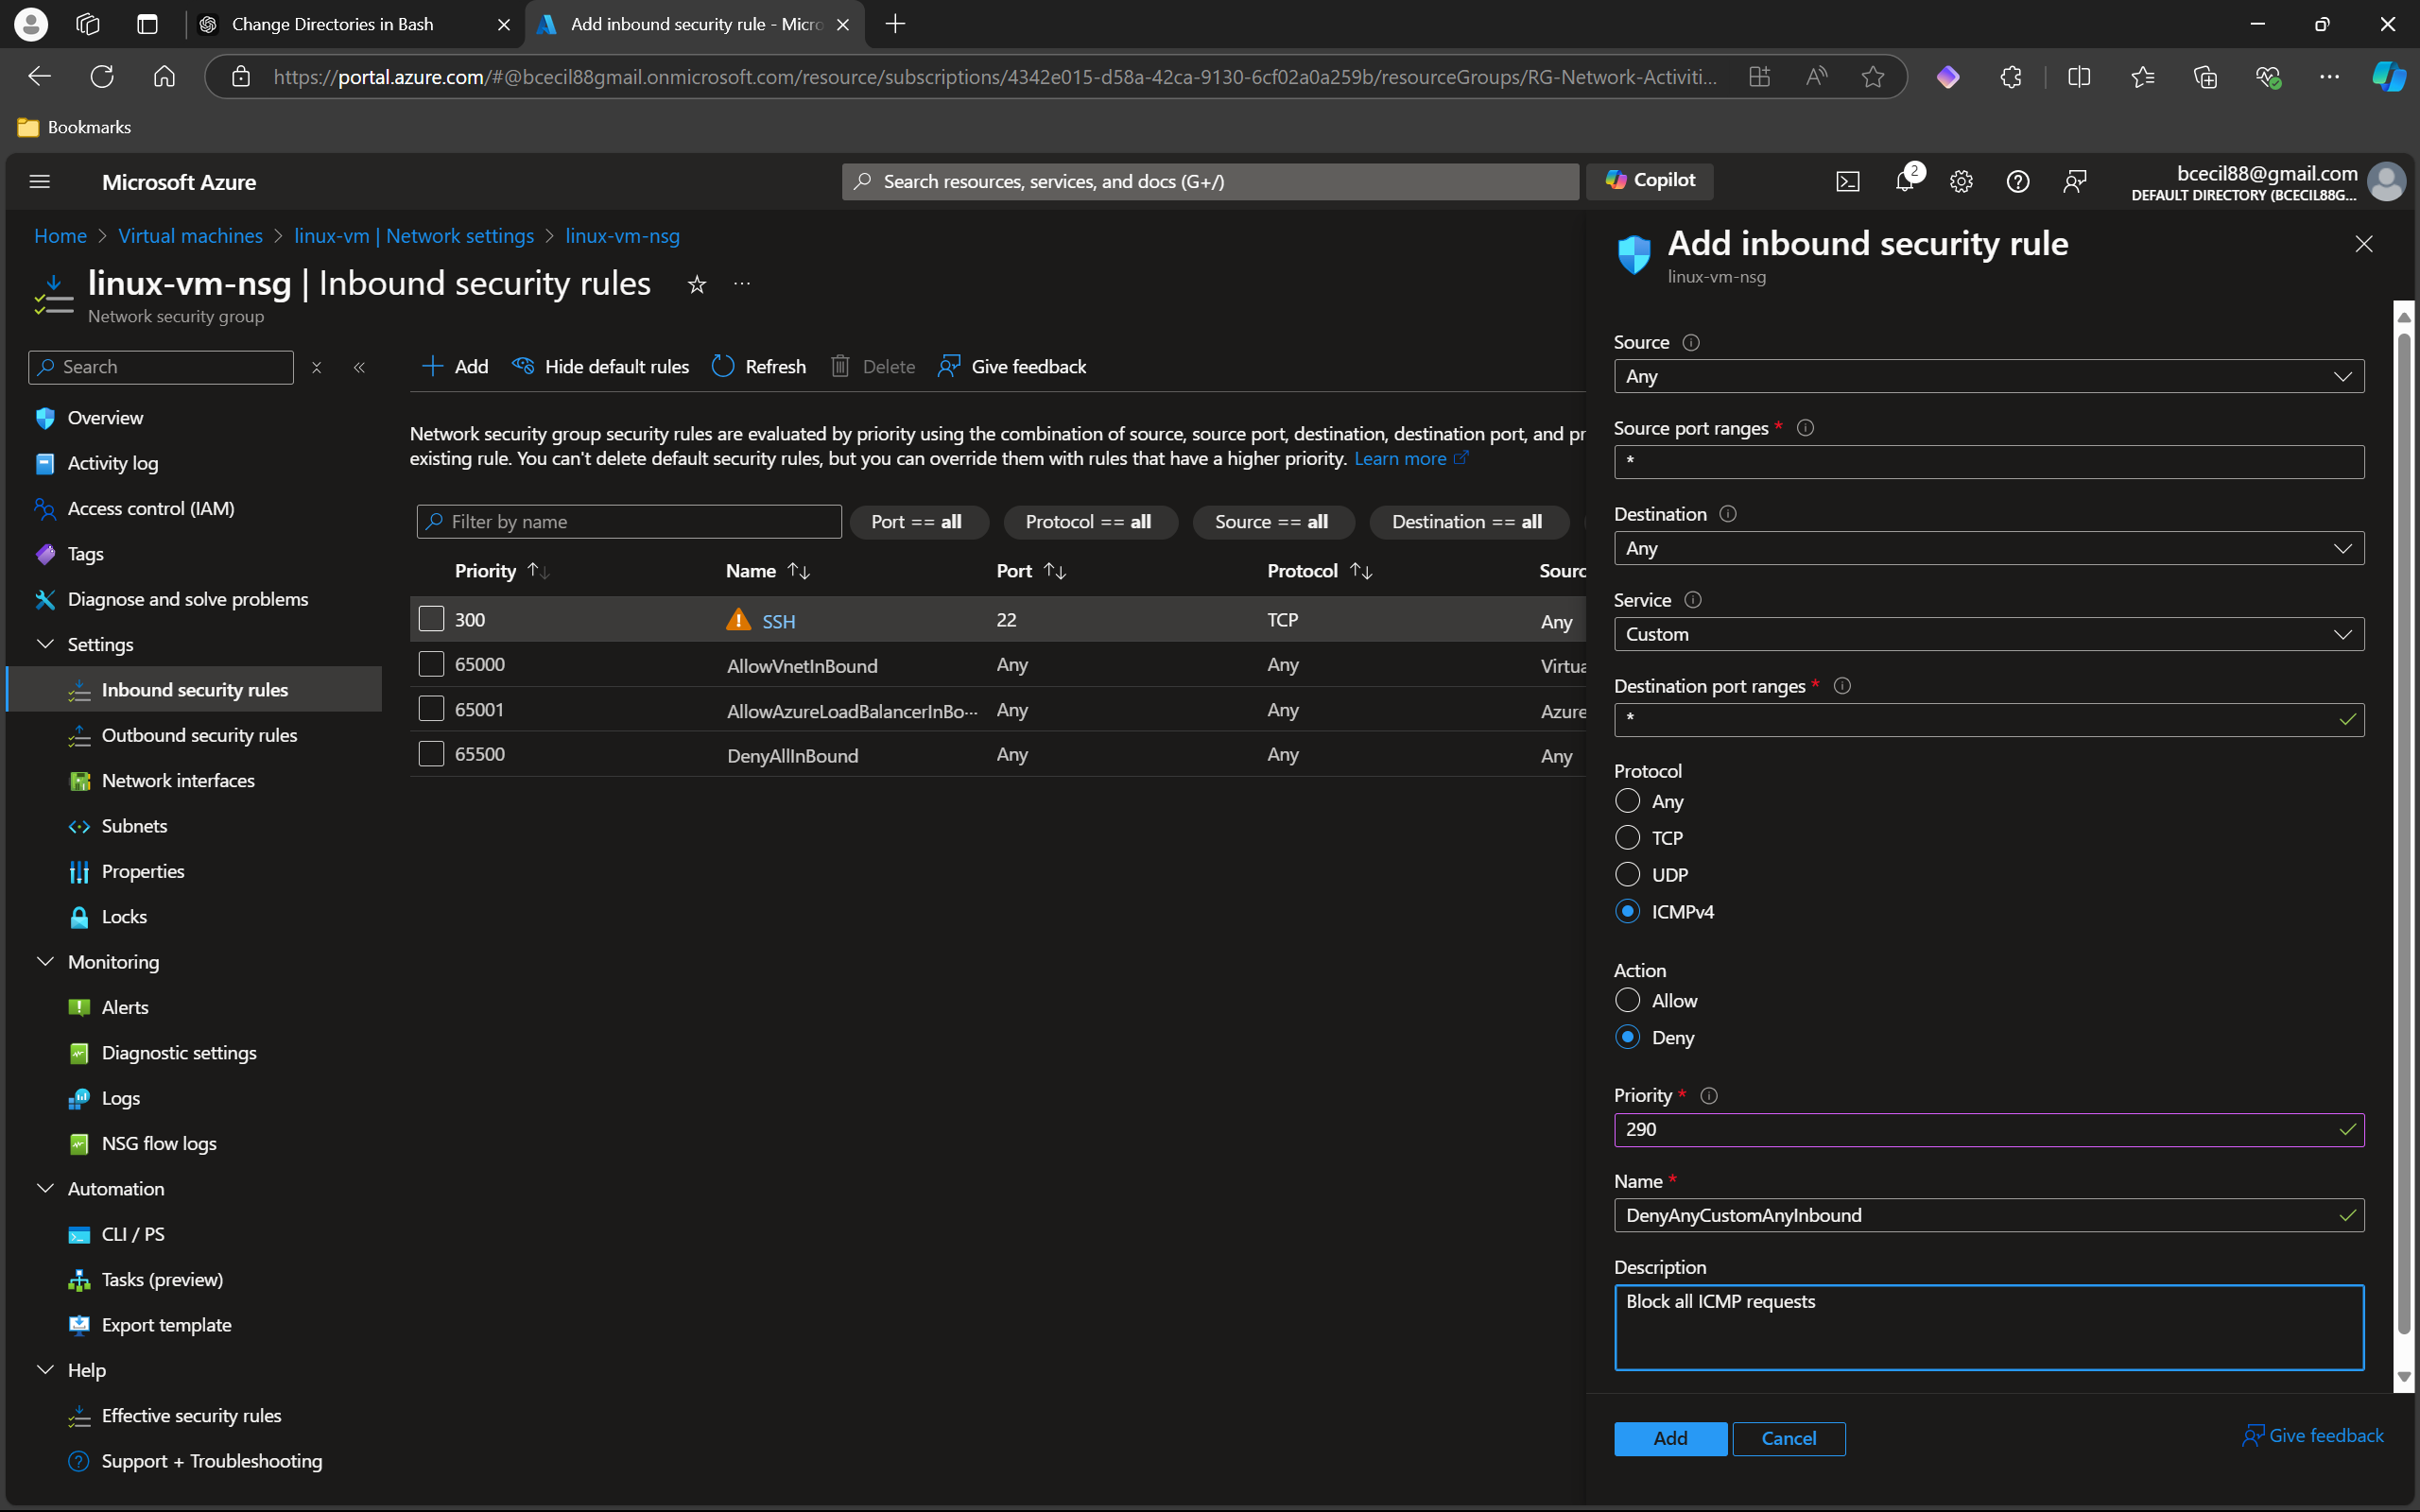 Change Directories in Bash
Add inbound security rule - Micro
https://portal.azure.com/#@bcecil88gmail.onmicrosoft.com/resource/subscriptions/4342e015-d58a-42ca-9130-6cf02a0a259b/resourceGroups/RG-Network-Activiti...
Bookmarks
Microsoft Azure
Search resources, services, and docs (G+/)
Copilot
2
bcecil88@gmail.com
DEFAULT DIRECTORY (BCECIL88G...
Home > Virtual machines > linux-vm | Network settings > linux-vm-nsg
linux-vm-nsg | Inbound security rules
Network security group
Search
Overview
Activity log
Access control (IAM)
Tags
Diagnose and solve problems
Settings
Inbound security rules
Outbound security rules
Network interfaces
Subnets
Properties
Locks
Monitoring
Alerts
Diagnostic settings
Logs
NSG flow logs
Automation
CLI / PS
Tasks (preview)
Export template
Help
Effective security rules
Support + Troubleshooting
Add Hide default rules Refresh Delete Give feedback
Network security group security rules are evaluated by priority using the combination of source, source port, destination, destination port, and pr
existing rule. You can't delete default security rules, but you can override them with rules that have a higher priority. Learn more
Filter by name Port == all Protocol == all Source == all Destination == all
Priority Name Port Protocol Sourc
300 SSH 22 TCP Any
65000 AllowVnetInBound Any Any Virtua
65001 AllowAzureLoadBalancerInBo... Any Any Azure
65500 DenyAllInBound Any Any Any
Add inbound security rule
linux-vm-nsg
Source
Any
Source port ranges *
*
Destination
Any
Service
Custom
Destination port ranges *
*
Protocol
Any
TCP
UDP
ICMPv4
Action
Allow
Deny
Priority *
290
Name *
DenyAnyCustomAnyInbound
Description
Block all ICMP requests
Add Cancel Give feedback